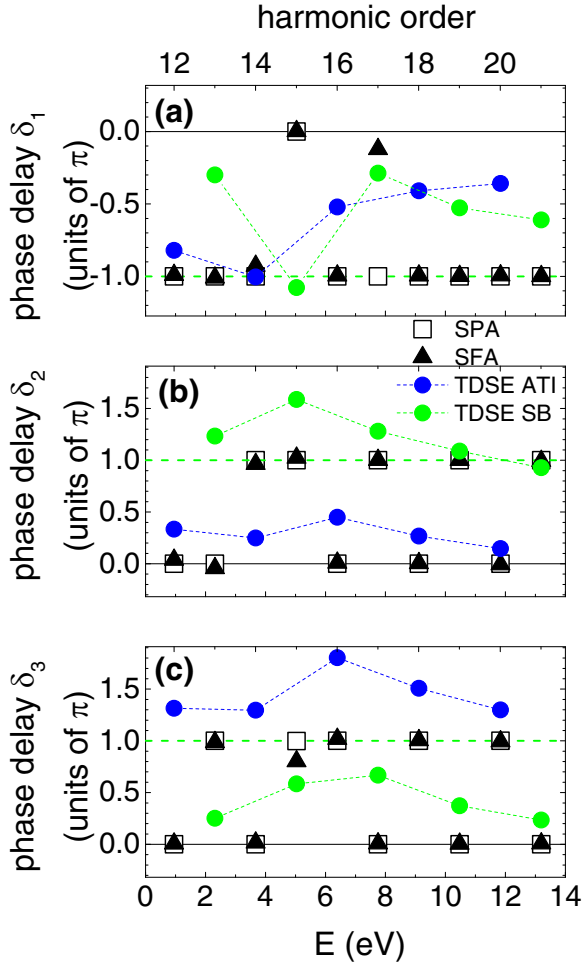 harmonic order
12 14 16 18 20
(a)
phase delay δ1
(units of π)
0.0
-0.5
-1.0
SPA
SFA
TDSE ATI
TDSE SB
(b)
phase delay δ2
(units of π)
1.5
1.0
0.5
0.0
(c)
phase delay δ3
(units of π)
1.5
1.0
0.5
0.0
0 2 4 6 8 10 12 14
E (eV)